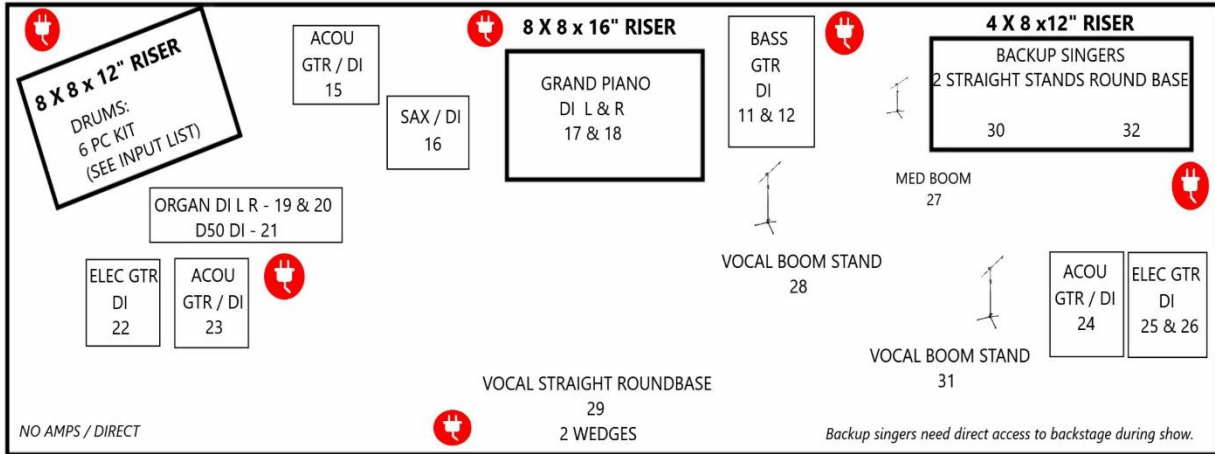 8 X 8 x 12" RISER
DRUMS:
6 PC KIT
(SEE INPUT LIST)
ACOU
GTR / DI
15
SAX / DI
16
8 X 8 x 16" RISER
GRAND PIANO
DI L & R
17 & 18
BASS
GTR
DI
11 & 12
4 X 8 x12" RISER
BACKUP SINGERS
2 STRAIGHT STANDS ROUND BASE
30 32
MED BOOM
27
ORGAN DI L R - 19 & 20
D50 DI - 21
ELEC GTR
DI
22
ACOU
GTR / DI
23
VOCAL BOOM STAND
28
ACOU
GTR / DI
24
ELEC GTR
DI
25 & 26
VOCAL BOOM STAND
31
VOCAL STRAIGHT ROUNDBASE
29
2 WEDGES
NO AMPS / DIRECT
Backup singers need direct access to backstage during show.